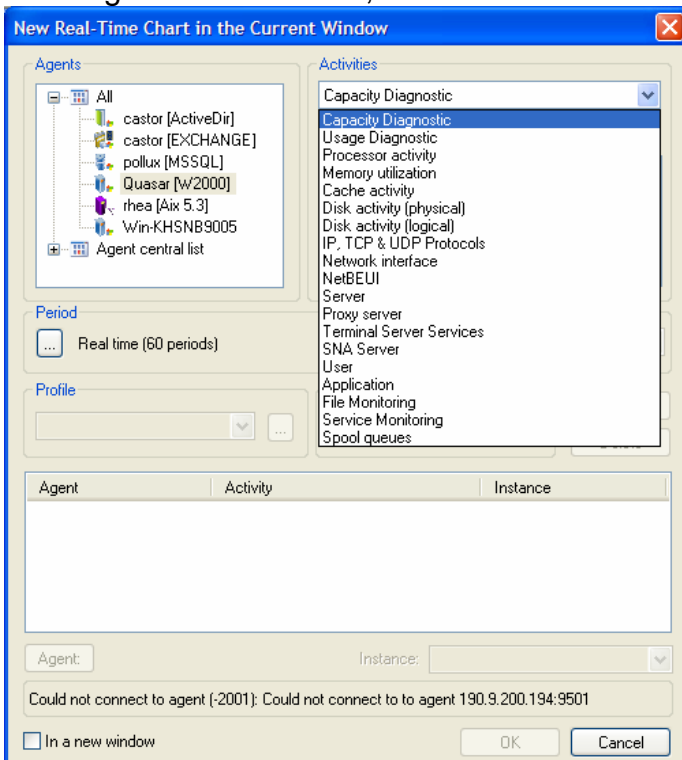 New Real-Time Chart in the Current Window
Agents
All
castor [ActiveDir]
castor [EXCHANGE]
pollux [MSSQL]
Quasar [W2000]
rhea [Aix 5.3]
Win-KHSNB9005
Agent central list
Activities
Capacity Diagnostic
Capacity Diagnostic
Usage Diagnostic
Processor activity
Memory utilization
Cache activity
Disk activity (physical)
Disk activity (logical)
IP, TCP & UDP Protocols
Network interface
NetBEUI
Server
Proxy server
Terminal Server Services
SNA Server
User
Application
File Monitoring
Service Monitoring
Spool queues
Period
... Real time (60 periods)
Profile
...
Agent Activity Instance
Agent: Instance:
Could not connect to agent (-2001): Could not connect to to agent 190.9.200.194:9501
In a new window OK Cancel